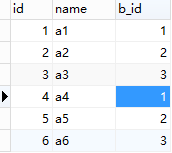 id name b_id
1 a1 1
2 a2 2
3 a3 3
4 a4 1
5 a5 2
6 a6 3